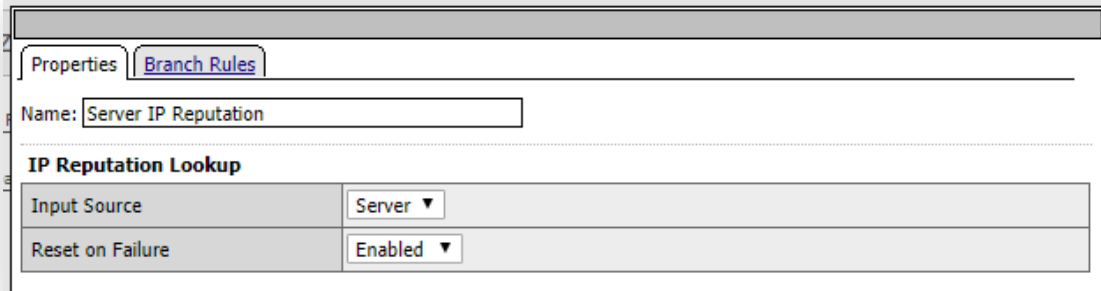 Properties Branch Rules
Name: Server IP Reputation
IP Reputation Lookup
Input Source Server
Reset on Failure Enabled